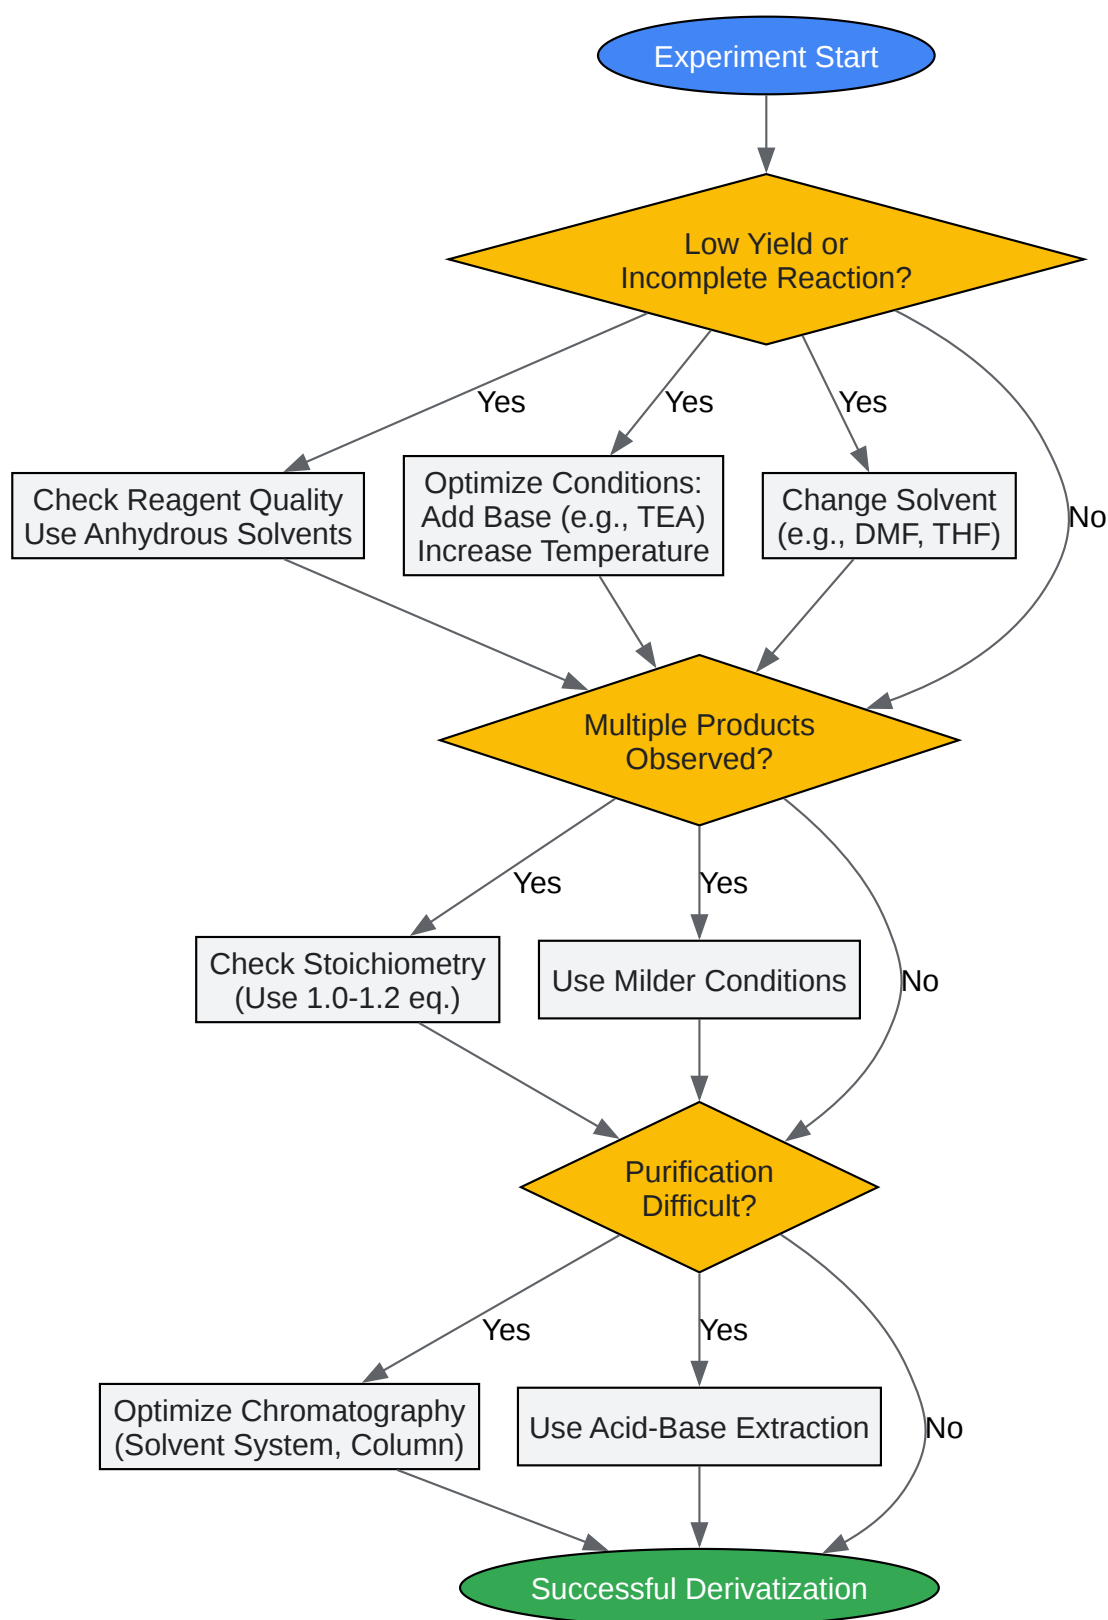 Experiment Start
Low Yield or
Incomplete Reaction?
Yes
Yes
Yes
No
Check Reagent Quality
Use Anhydrous Solvents
Optimize Conditions:
Add Base (e.g., TEA)
Increase Temperature
Change Solvent
(e.g., DMF, THF)
Multiple Products
Observed?
Yes
Yes
No
Check Stoichiometry
(Use 1.0-1.2 eq.)
Use Milder Conditions
Purification
Difficult?
Yes
Yes
No
Optimize Chromatography
(Solvent System, Column)
Use Acid-Base Extraction
Successful Derivatization